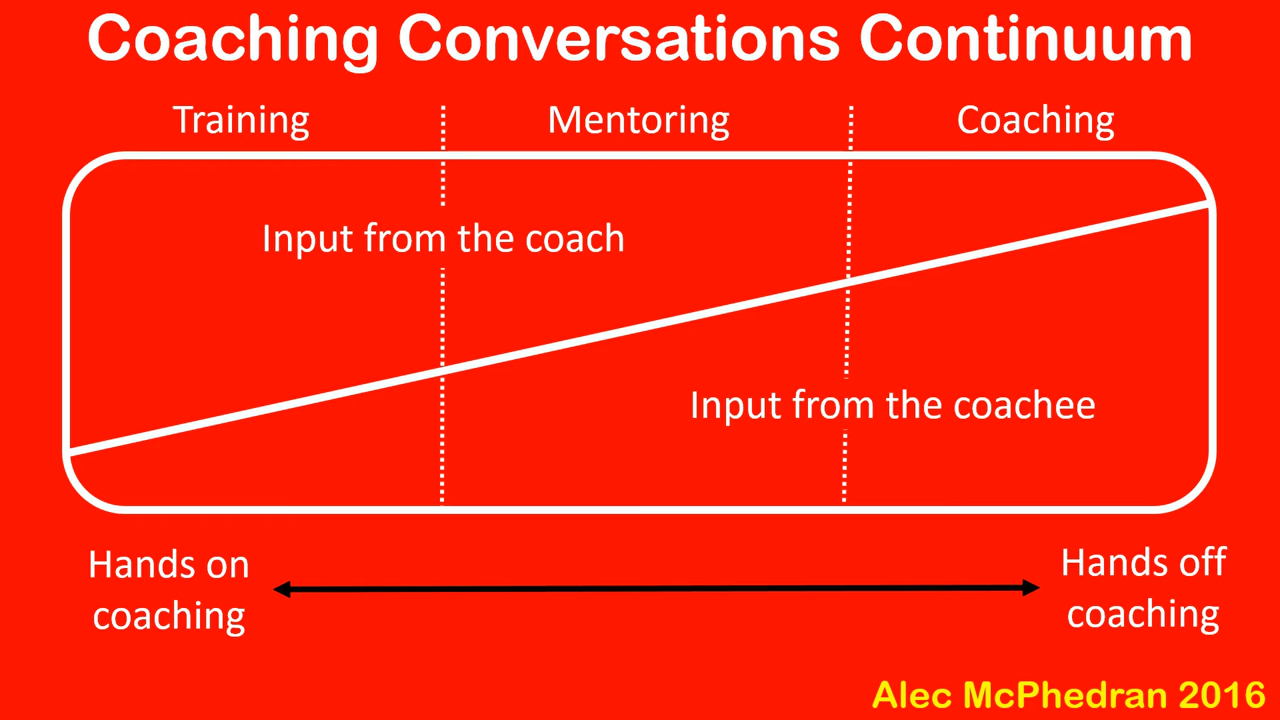 Coaching Conversations Continuum
Training
Mentoring
Coaching
Input from the coach
Input from the coachee
Hands on
coaching
Hands off
coaching
Alec McPhedran 2016